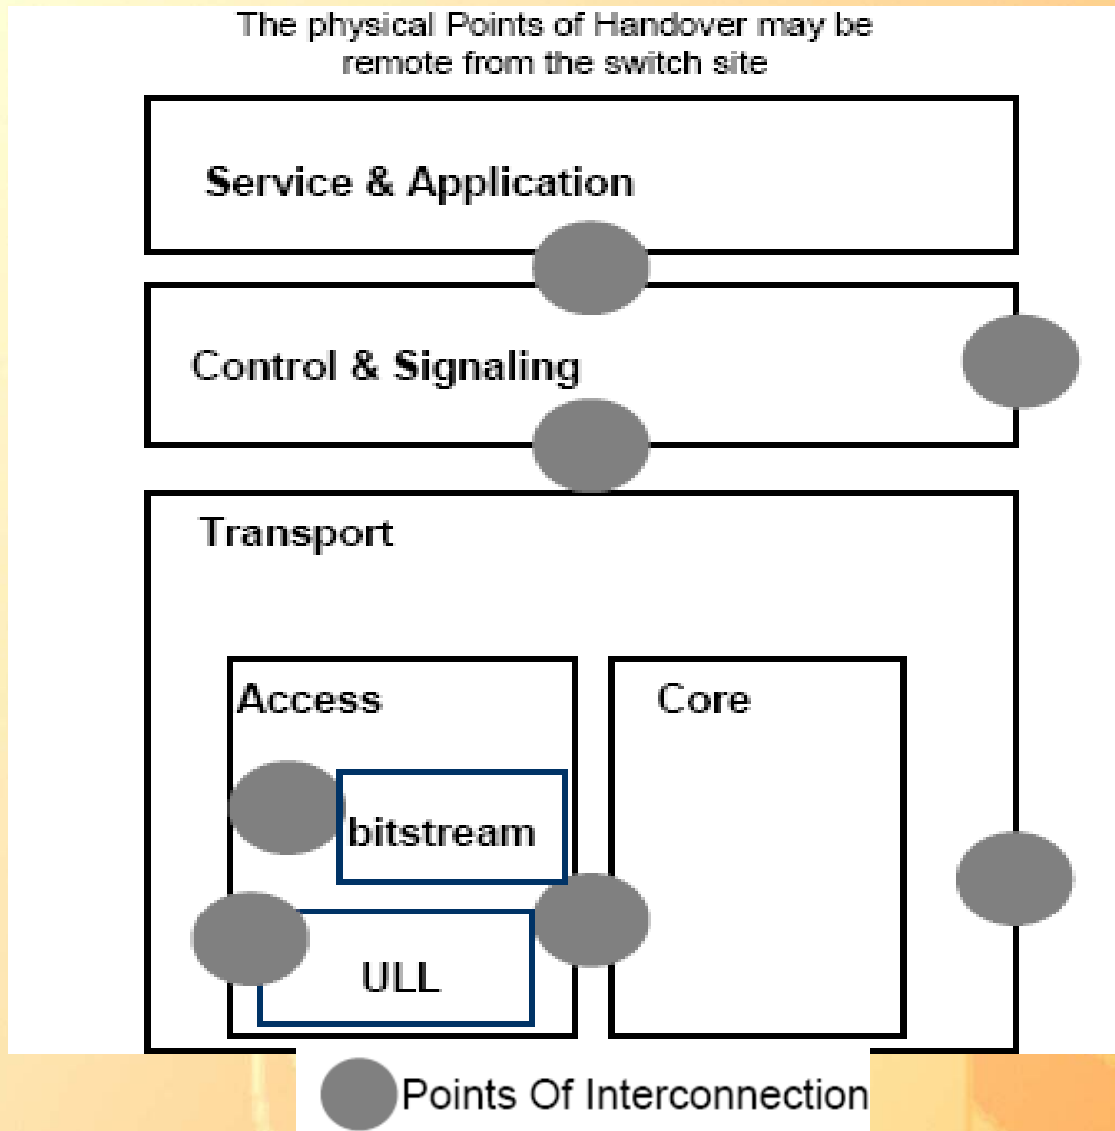 The physical Points of Handover may be
remote from the switch site
Service & Application
Control & Signaling
Transport
Access
Core
bitstream
ULL
Points Of Interconnection